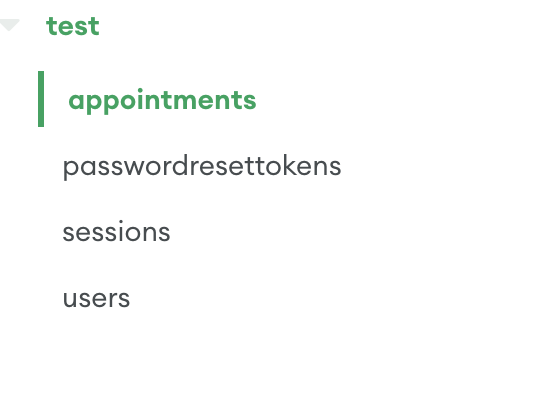 test
appointments
passwordresettokens
sessions
users